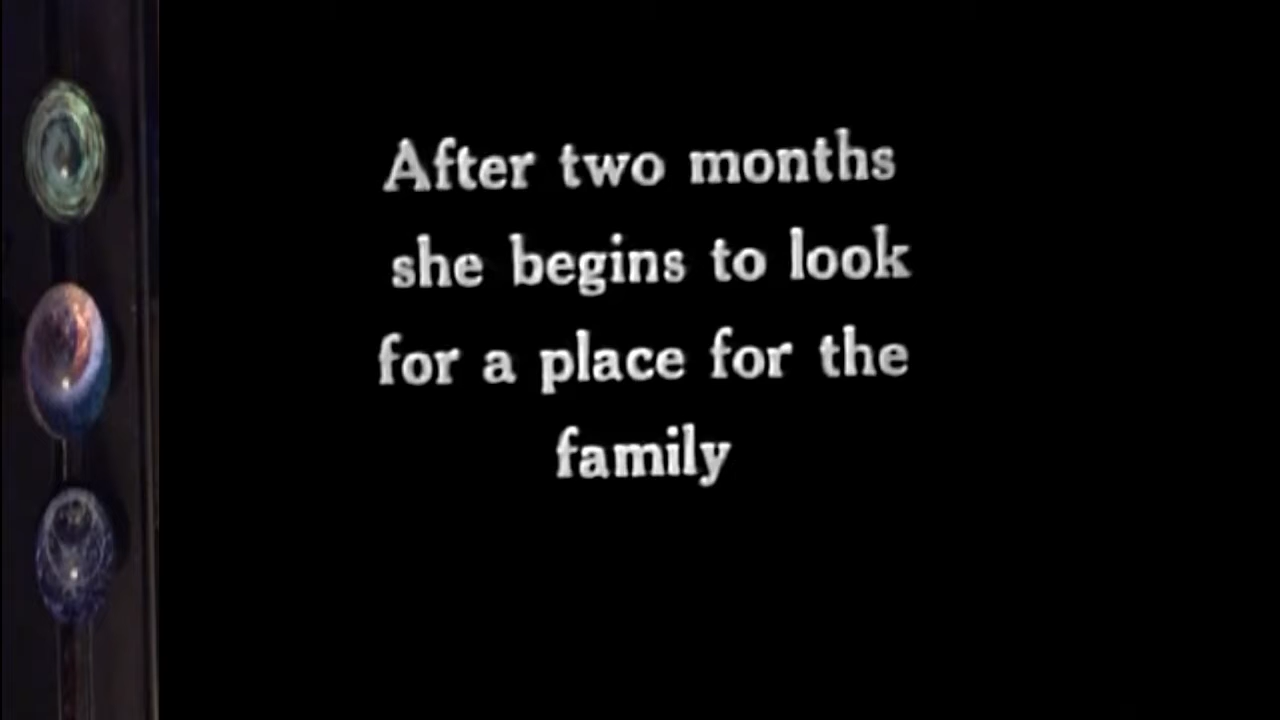 After two months
she begins to look
for a place for the
family